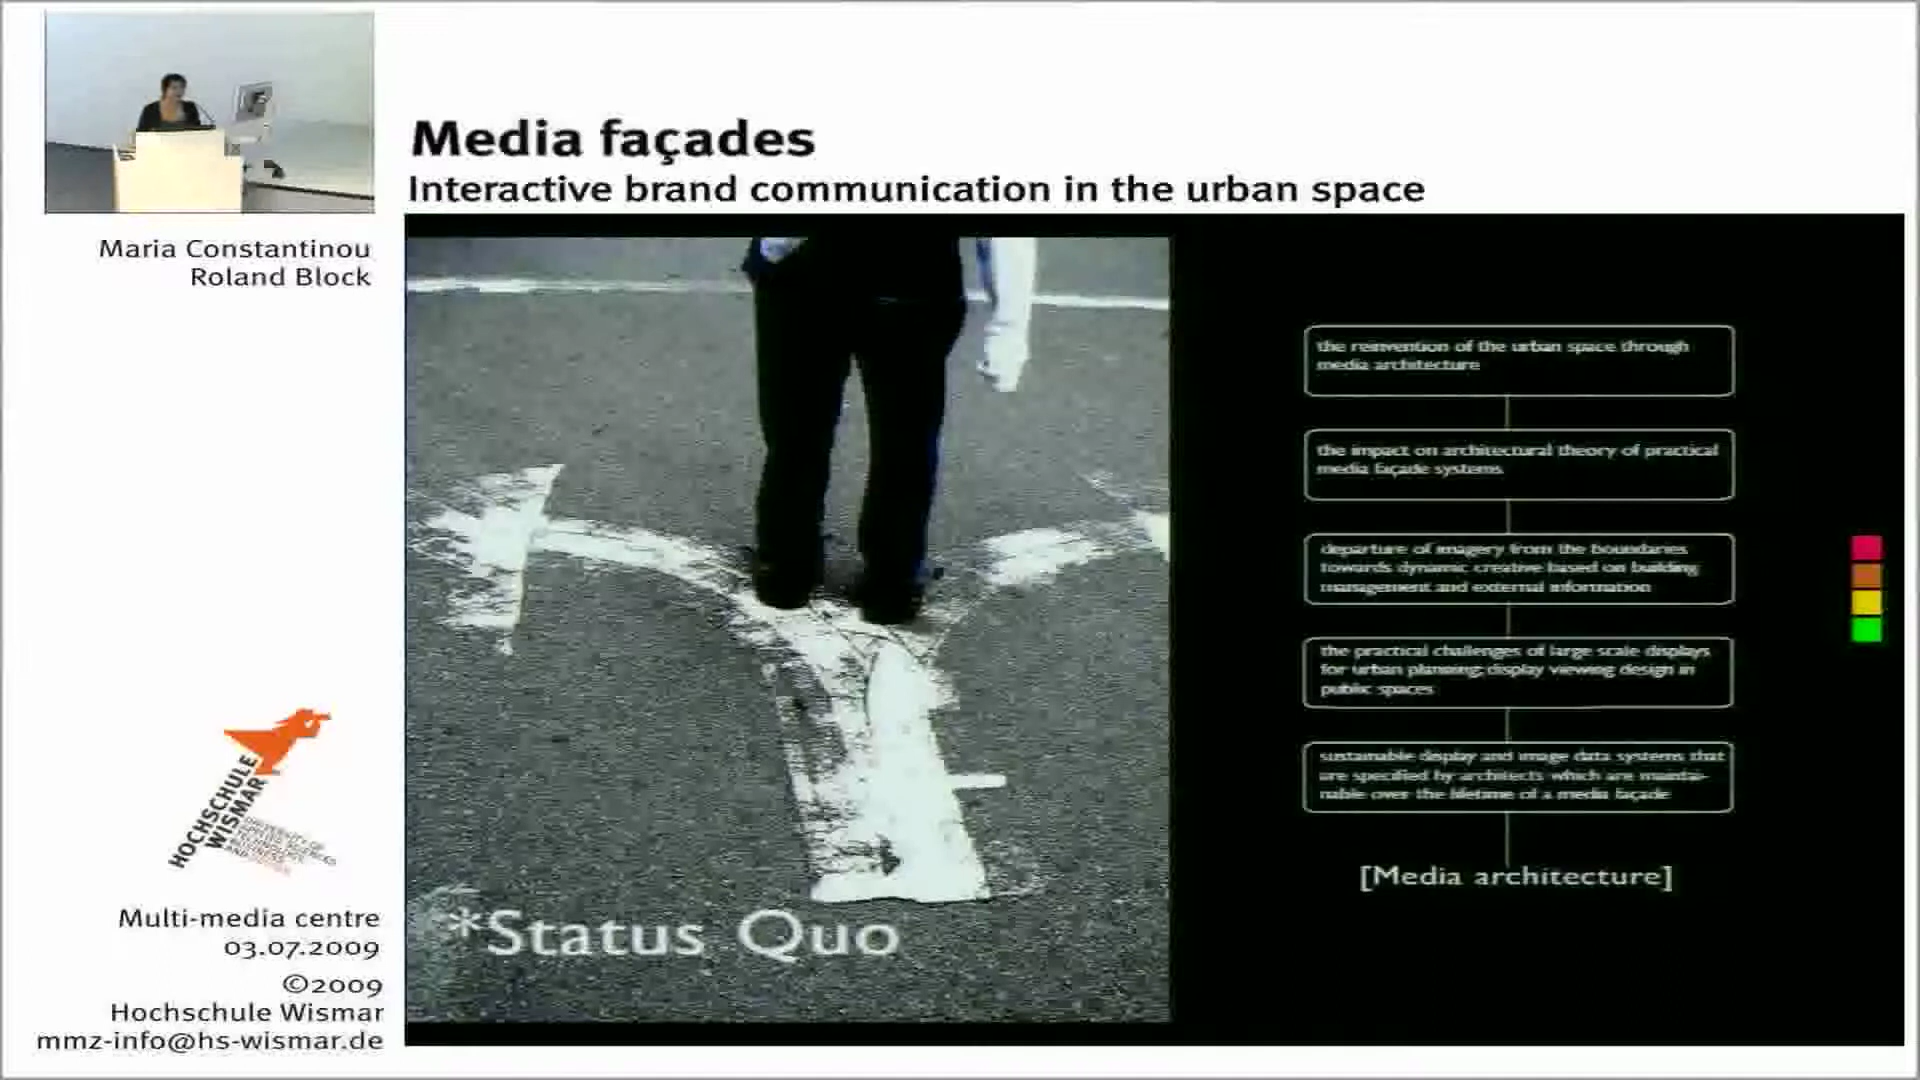 Media façades
Interactive brand communication in the urban space
Maria Constantinou
Roland Block
the reinvention of the urban space through
media architecture
the impact on architectural theory of practical
media façade systems
departure of imagery from the boundaries
towards dynamic creative based on building
management and external information
the practical challenges of large scale displays
for urban planning; display viewing design in
public spaces
sustainable display and image data systems that
are specified by architects which are maintai-
nable over the lifetime of a media façade
[Media architecture]
*Status Quo
HOCHSCHULE
WISMAR
UNIVERSITY OF
Multi-media centre
03.07.2009
©2009
Hochschule Wismar
mmz-info@hs-wismar.de